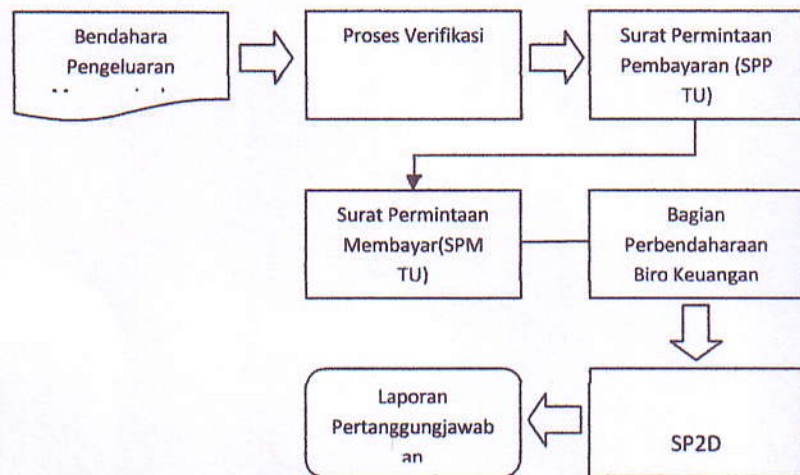 Bendahara
Pengeluaran
Proses Verifikasi
Surat Permintaan
Pembayaran (SPP
TU)
Surat Permintaan
Membayar(SPM
TU)
Bagian
Perbendaharaan
Biro Keuangan
Laporan
Pertanggungjawab
an
SP2D